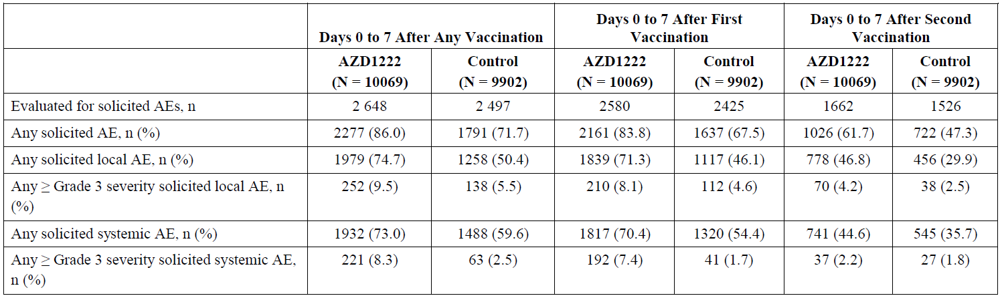 Days 0 to 7 After Any Vaccination Days 0 to 7 After First Vaccination Days 0 to 7 After Second Vaccination
AZD1222 (N = 10069) Control (N = 9902) AZD1222 (N = 10069) Control (N = 9902) AZD1222 (N = 10069) Control (N = 9902)
Evaluated for solicited AEs, n 2 648 2 497 2580 2425 1662 1526
Any solicited AE, n (%) 2277 (86.0) 1791 (71.7) 2161 (83.8) 1637 (67.5) 1026 (61.7) 722 (47.3)
Any solicited local AE, n (%) 1979 (74.7) 1258 (50.4) 1839 (71.3) 1117 (46.1) 778 (46.8) 456 (29.9)
Any ≥ Grade 3 severity solicited local AE, n (%) 252 (9.5) 138 (5.5) 210 (8.1) 112 (4.6) 70 (4.2) 38 (2.5)
Any solicited systemic AE, n (%) 1932 (73.0) 1488 (59.6) 1817 (70.4) 1320 (54.4) 741 (44.6) 545 (35.7)
Any ≥ Grade 3 severity solicited systemic AE, n (%) 221 (8.3) 63 (2.5) 192 (7.4) 41 (1.7) 37 (2.2) 27 (1.8)